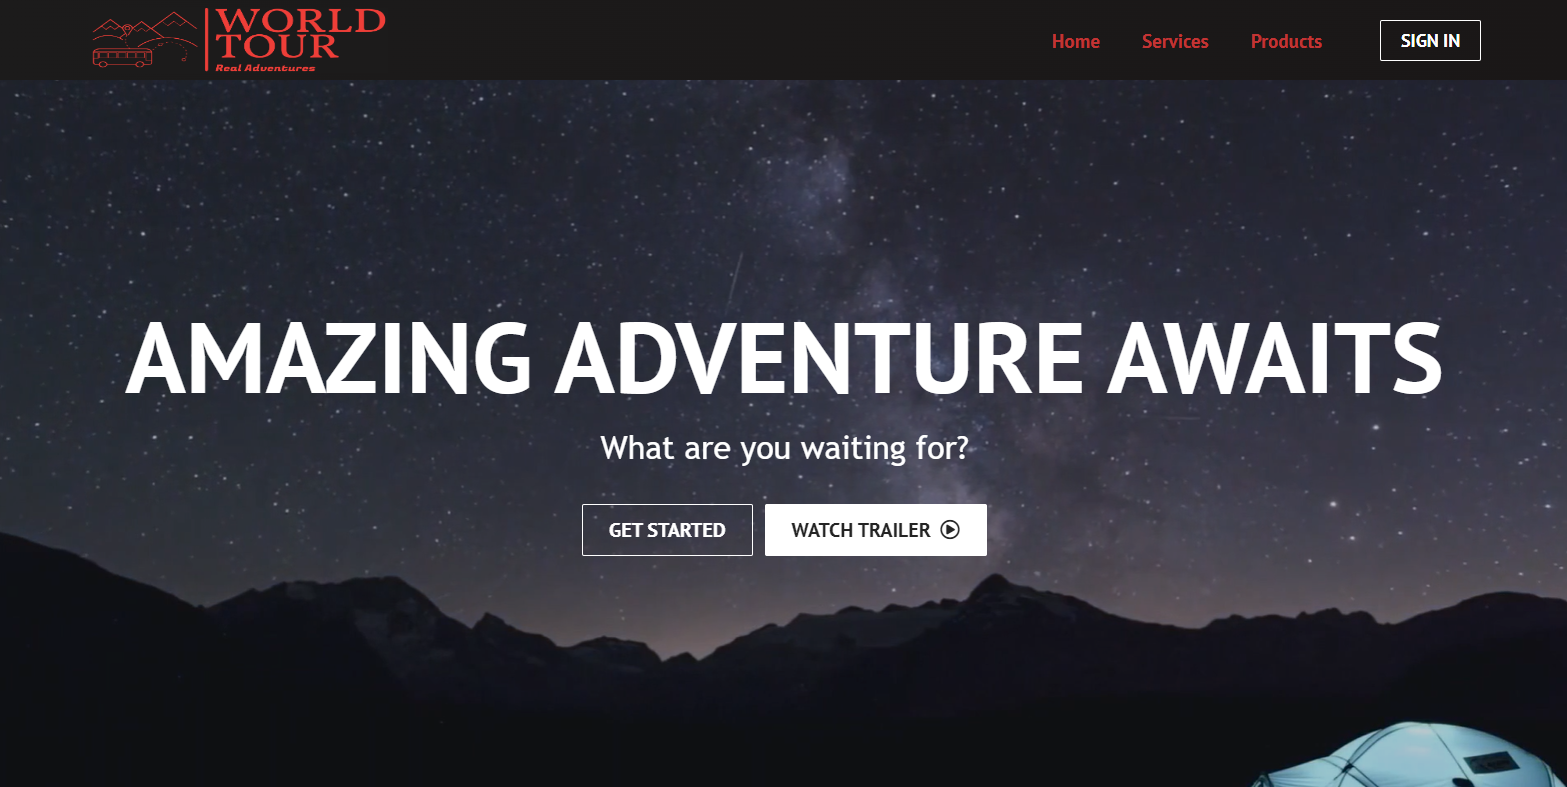 WORLD
TOUR
Real Adventures
Home
Services
Products
SIGN IN
AMAZING ADVENTURE AWAITS
What are you waiting for?
GET STARTED
WATCH TRAILER